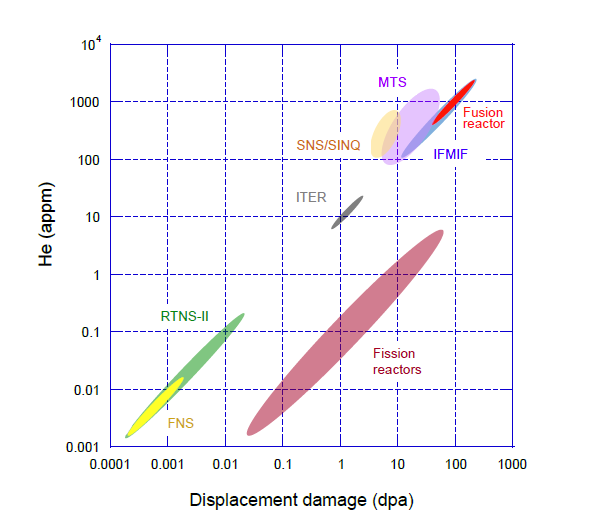 10⁴
1000
100
10
1
0.1
0.01
0.001
He (appm)
MTS
Fusion
reactor
SNS/SINQ
IFMIF
ITER
RTNS-II
Fission
reactors
FNS
0.0001 0.001 0.01 0.1 1 10 100 1000
Displacement damage (dpa)